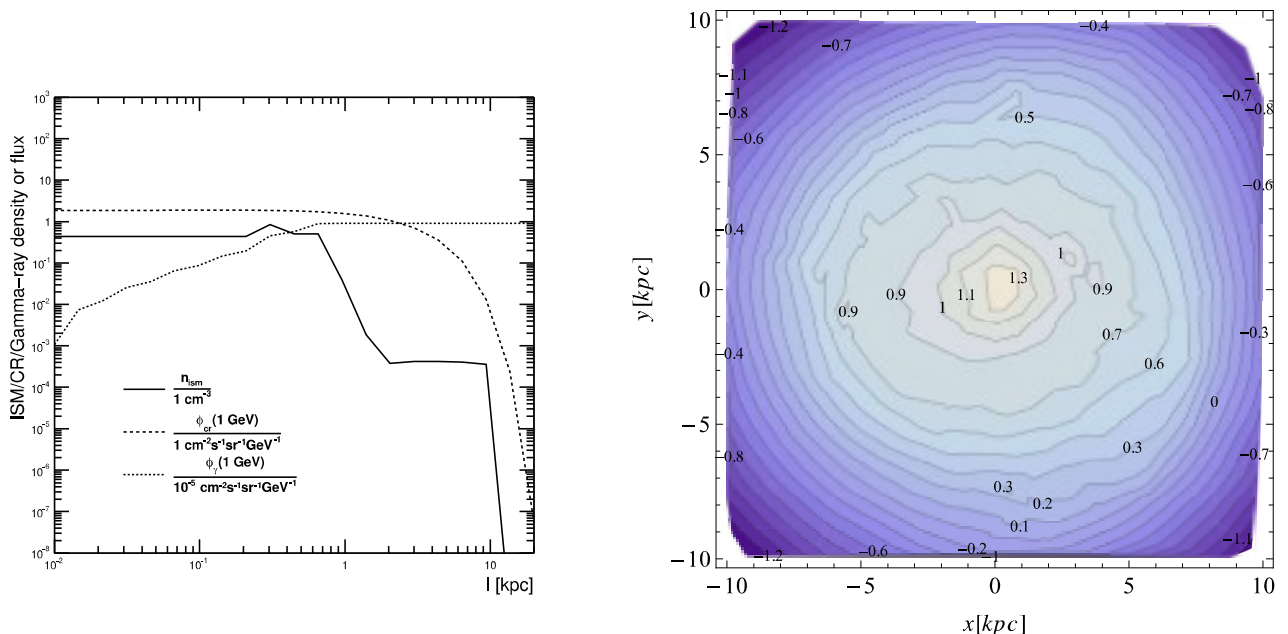 ISM/CR/Gamma-ray density or flux
10³
10²
10
1
10⁻¹
10⁻²
10⁻³
10⁻⁴
10⁻⁵
10⁻⁶
10⁻⁷
10⁻⁸
n_ism
1 cm⁻³
ϕ_cr(1 GeV)
1 cm⁻²s⁻¹sr⁻¹GeV⁻¹
ϕ_γ(1 GeV)
10⁻⁵ cm⁻²s⁻¹sr⁻¹GeV⁻¹
10⁻² 10⁻¹ 1 10
l [kpc]
y[kpc]
10
5
0
−5
−10
−1.2 −0.4
−0.7
−1.1 −1
−1 −0.7
−0.8 −0.8
0.5
−0.6
−0.6
−0.4
1
1.3
0.9 1.1 0.9
0.9 1
−0.3
0.7
−0.4
0.6
0
0.3
−0.8 −0.7
0.3
0.2
0.1
−1.1
−1.2 −0.6 −0.2
−1
−10 −5 0 5 10
x[kpc]